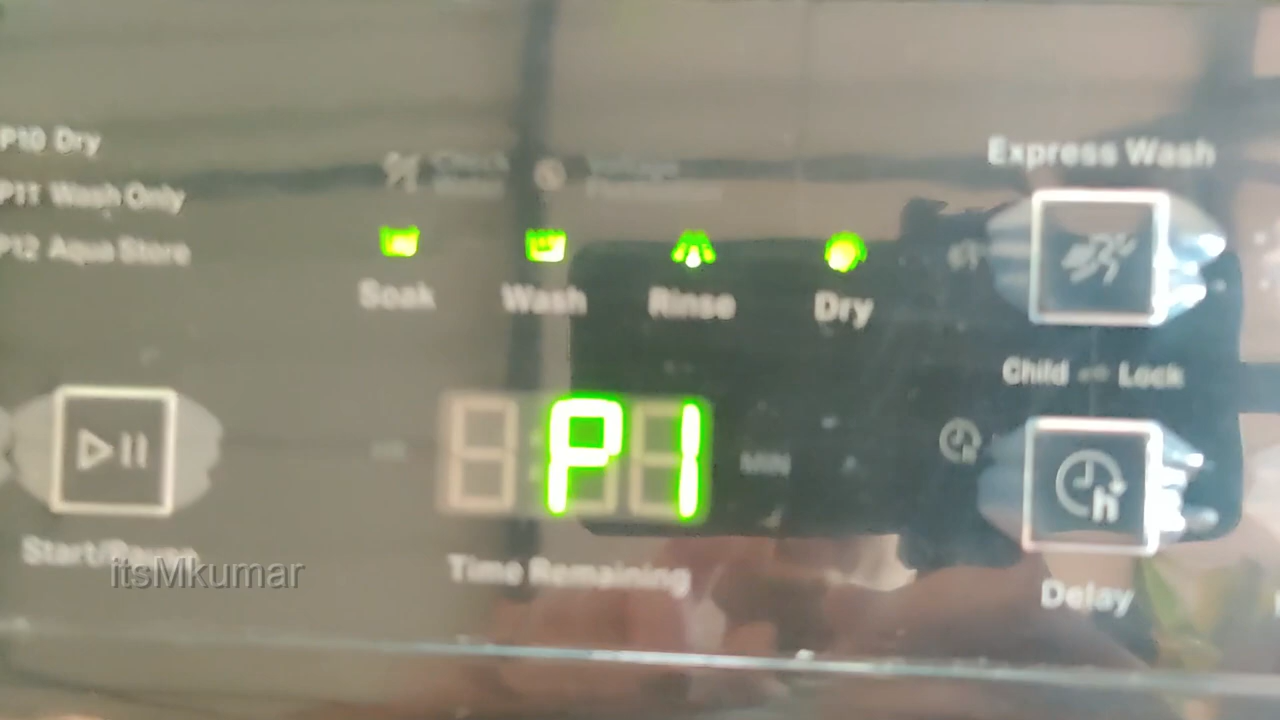 P10 Dry
P11 Wash Only
P12 Aqua Store
Check
Express Wash
Soak
Wash
Rinse
Dry
Child Lock
P1
MIN
h
Start/Pause
itsMkumar
Time Remaining
Delay